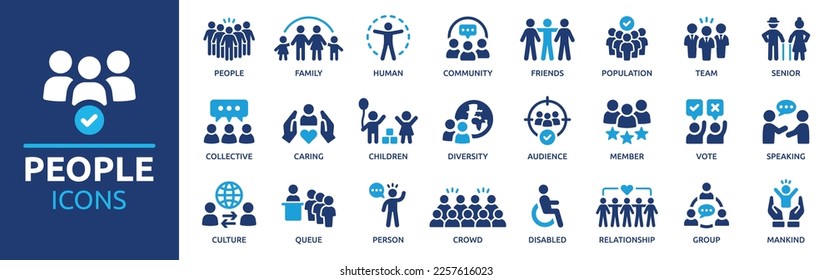 PEOPLE
ICONS
PEOPLE FAMILY HUMAN COMMUNITY FRIENDS POPULATION TEAM SENIOR
COLLECTIVE CARING CHILDREN DIVERSITY AUDIENCE MEMBER VOTE SPEAKING
CULTURE QUEUE PERSON CROWD DISABLED RELATIONSHIP GROUP MANKIND
shutterstock.com · 2257616023